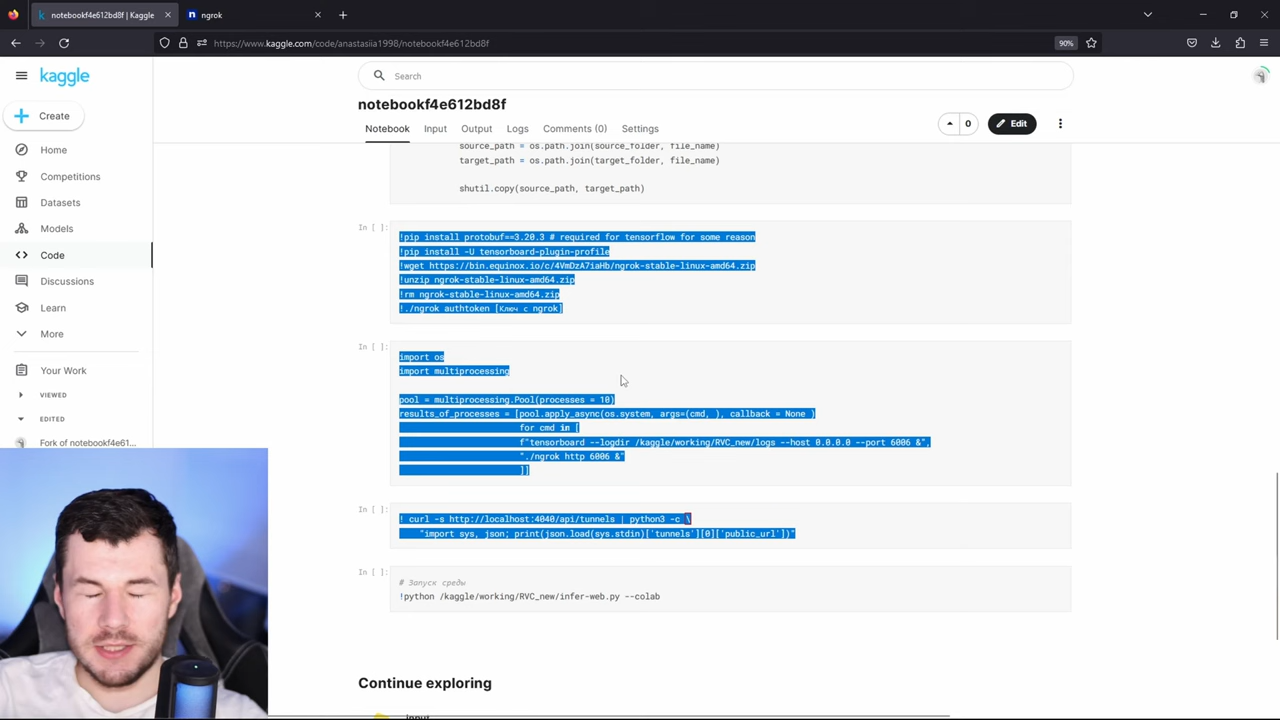 notebookf4e612bd8f | Kaggle
ngrok
https://www.kaggle.com/code/anastasiia1998/notebookf4e612bd8f
90%
kaggle
Search
Create
Home
Competitions
Datasets
Models
Code
Discussions
Learn
More
Your Work
VIEWED
EDITED
Fork of notebook4e61...
notebookf4e612bd8f
0
Edit
Notebook
Input
Output
Logs
Comments (0)
Settings
source_path = os.path.join(source_folder, file_name)
target_path = os.path.join(target_folder, file_name)
shutil.copy(source_path, target_path)
In [ ]:
!pip install protobuf==3.20.3 # required for tensorflow for some reason
!pip install -U tensorboard-plugin-profile
!wget https://bin.equinox.io/c/4VmDzA7iaHb/ngrok-stable-linux-amd64.zip
!unzip ngrok-stable-linux-amd64.zip
!rm ngrok-stable-linux-amd64.zip
!./ngrok authtoken [Ключ с ngrok]
In [ ]:
import os
import multiprocessing
pool = multiprocessing.Pool(processes = 10)
results_of_processes = [pool.apply_async(os.system, args=(cmd, ), callback = None )
for cmd in [
f"tensorboard --logdir /kaggle/working/RVC_new/logs --host 0.0.0.0 --port 6006 &",
"./ngrok http 6006 &"
]]
In [ ]:
! curl -s http://localhost:4040/api/tunnels | python3 -c \
"import sys, json; print(json.load(sys.stdin)['tunnels'][0]['public_url'])"
In [ ]:
# Запуск среды
!python /kaggle/working/RVC_new/infer-web.py --colab
Continue exploring